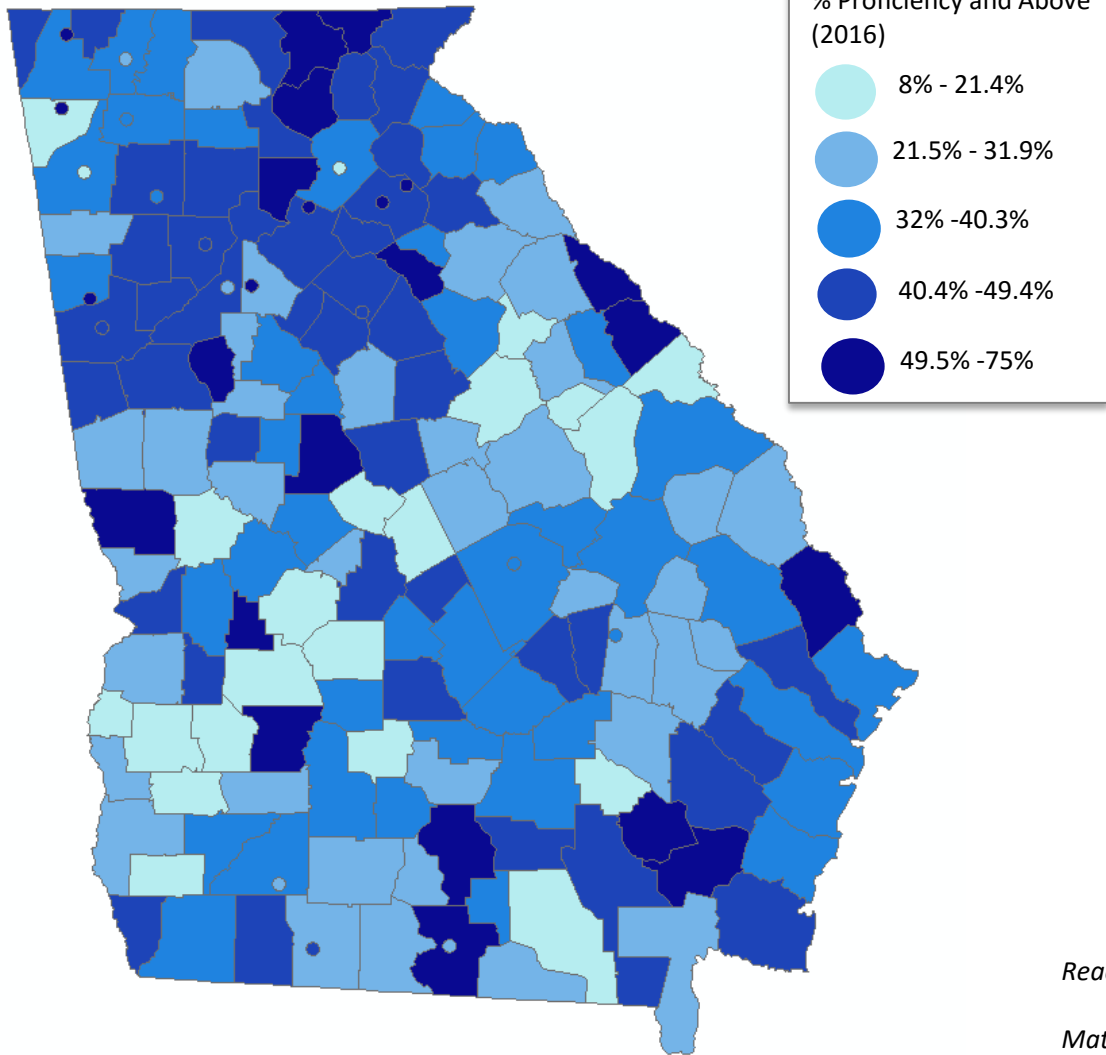 % Proficiency and Above
(2016)
8% - 21.4%
21.5% - 31.9%
32% -40.3%
40.4% -49.4%
49.5% -75%